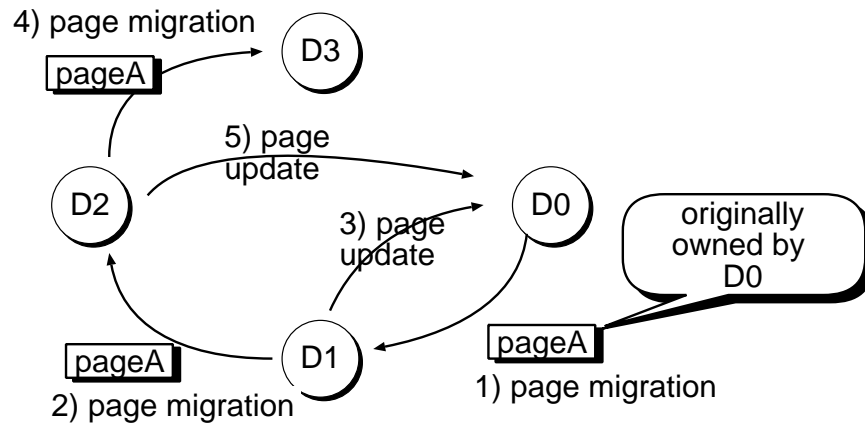 4) page migration
D3
pageA
5) page
update
D2
D0
3) page
update
originally
owned by
D0
pageA
D1
pageA
2) page migration
1) page migration